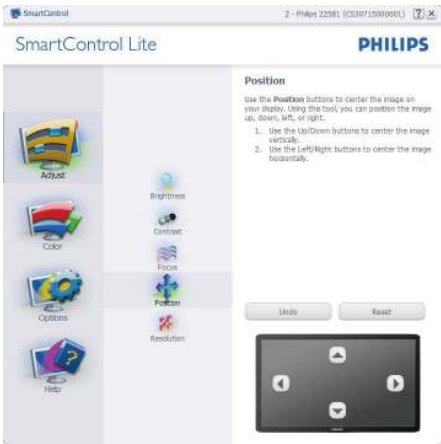 SmartControl
2 - Philips 225B1 (CS30715000001)
SmartControl Lite
PHILIPS
Position
Use the Position buttons to center the image on
your display. Using the tool, you can position the image
up, down, left, or right.
1. Use the Up/Down buttons to center the image
vertically.
2. Use the Left/Right buttons to center the image
horizontally.
Adjust
Color
Options
Help
Brightness
Contrast
Focus
Position
Resolution
Undo
Reset